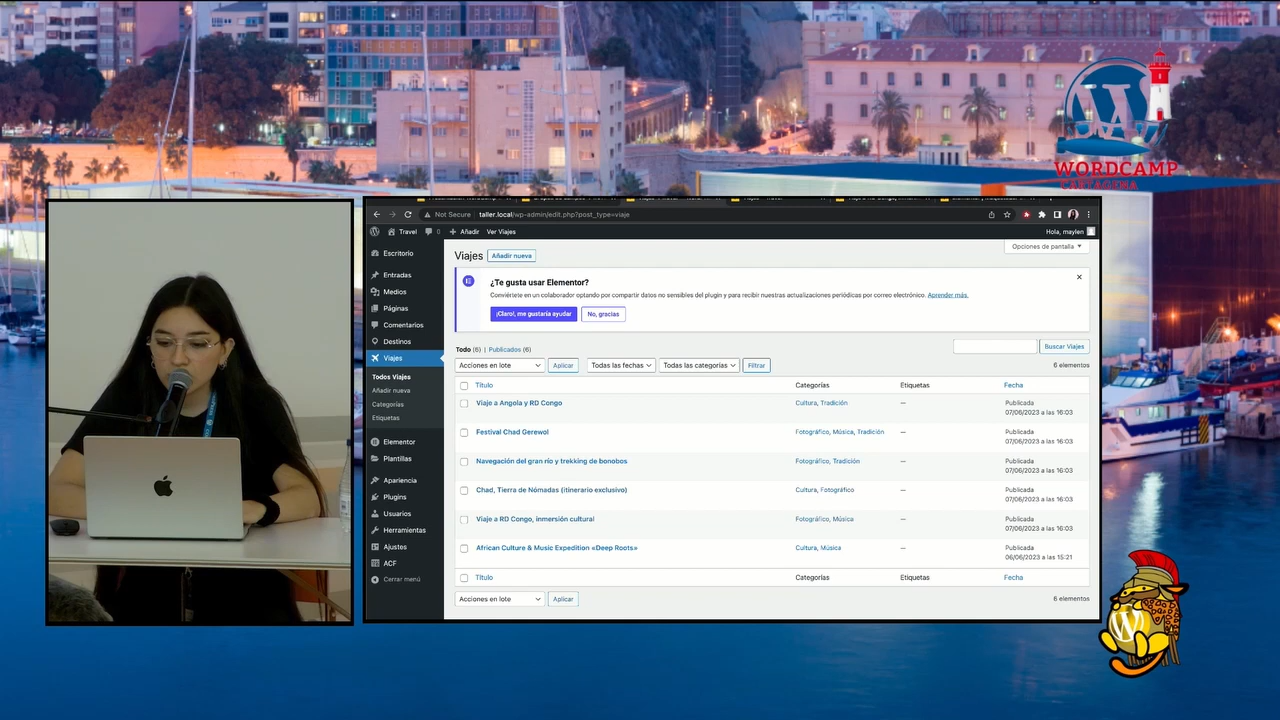 WORDCAMP
CARTAGENA
Not Secure taller.local/wp-admin/edit.php?post_type=viaje
Travel 0 Añadir Ver Viajes Hola, maylen
Escritorio
Entradas
Medios
Páginas
Comentarios
Destinos
Viajes
Todos Viajes
Añadir nueva
Categorías
Etiquetas
Elementor
Plantillas
Apariencia
Plugins
Usuarios
Herramientas
Ajustes
ACF
Cerrar menú
Opciones de pantalla
Viajes Añadir nueva
¿Te gusta usar Elementor?
Conviértete en un colaborador optando por compartir datos no sensibles del plugin y para recibir nuestras actualizaciones periódicas por correo electrónico. Aprender más.
¡Claro!, me gustaría ayudar No, gracias
Todo (6) | Publicados (6) Buscar Viajes
Acciones en lote Aplicar Todas las fechas Todas las categorías Filtrar 6 elementos
Título Categorías Etiquetas Fecha
Viaje a Angola y RD Congo Cultura, Tradición — Publicada
07/06/2023 a las 16:03
Festival Chad Gerewol Fotográfico, Música, Tradición — Publicada
07/06/2023 a las 16:03
Navegación del gran río y trekking de bonobos Fotográfico, Tradición — Publicada
07/06/2023 a las 16:03
Chad, Tierra de Nómadas (itinerario exclusivo) Cultura, Fotográfico — Publicada
07/06/2023 a las 16:03
Viaje a RD Congo, inmersión cultural Fotográfico, Música — Publicada
07/06/2023 a las 16:03
African Culture & Music Expedition «Deep Roots» Cultura, Música — Publicada
06/06/2023 a las 15:21
Título Categorías Etiquetas Fecha
Acciones en lote Aplicar 6 elementos